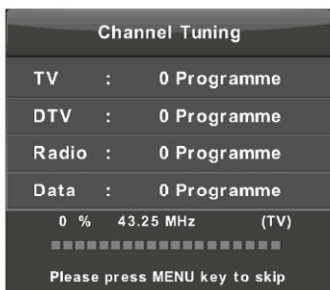 Channel Tuning
TV : 0 Programme
DTV : 0 Programme
Radio : 0 Programme
Data : 0 Programme
0 % 43.25 MHz (TV)
Please press MENU key to skip